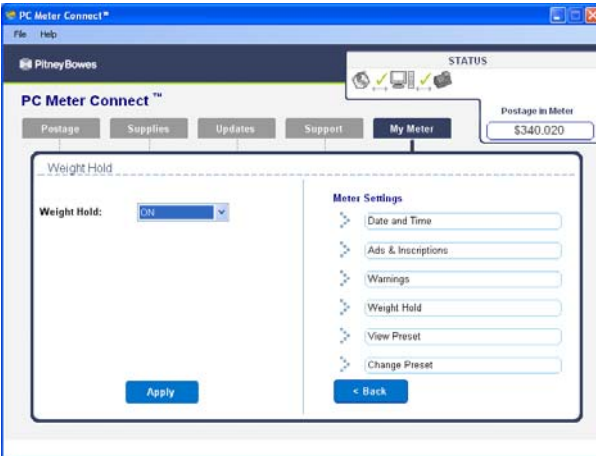 PC Meter Connect™
File Help
Pitney Bowes
STATUS
PC Meter Connect ™
Postage in Meter
$340.020
Postage Supplies Updates Support My Meter
Weight Hold
Weight Hold: ON
Meter Settings
Date and Time
Ads & Inscriptions
Warnings
Weight Hold
View Preset
Change Preset
Apply
< Back